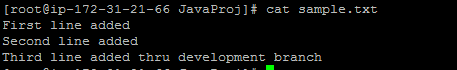 [root@ip-172-31-21-66 JavaProj]# cat sample.txt
First line added
Second line added
Third line added thru development branch